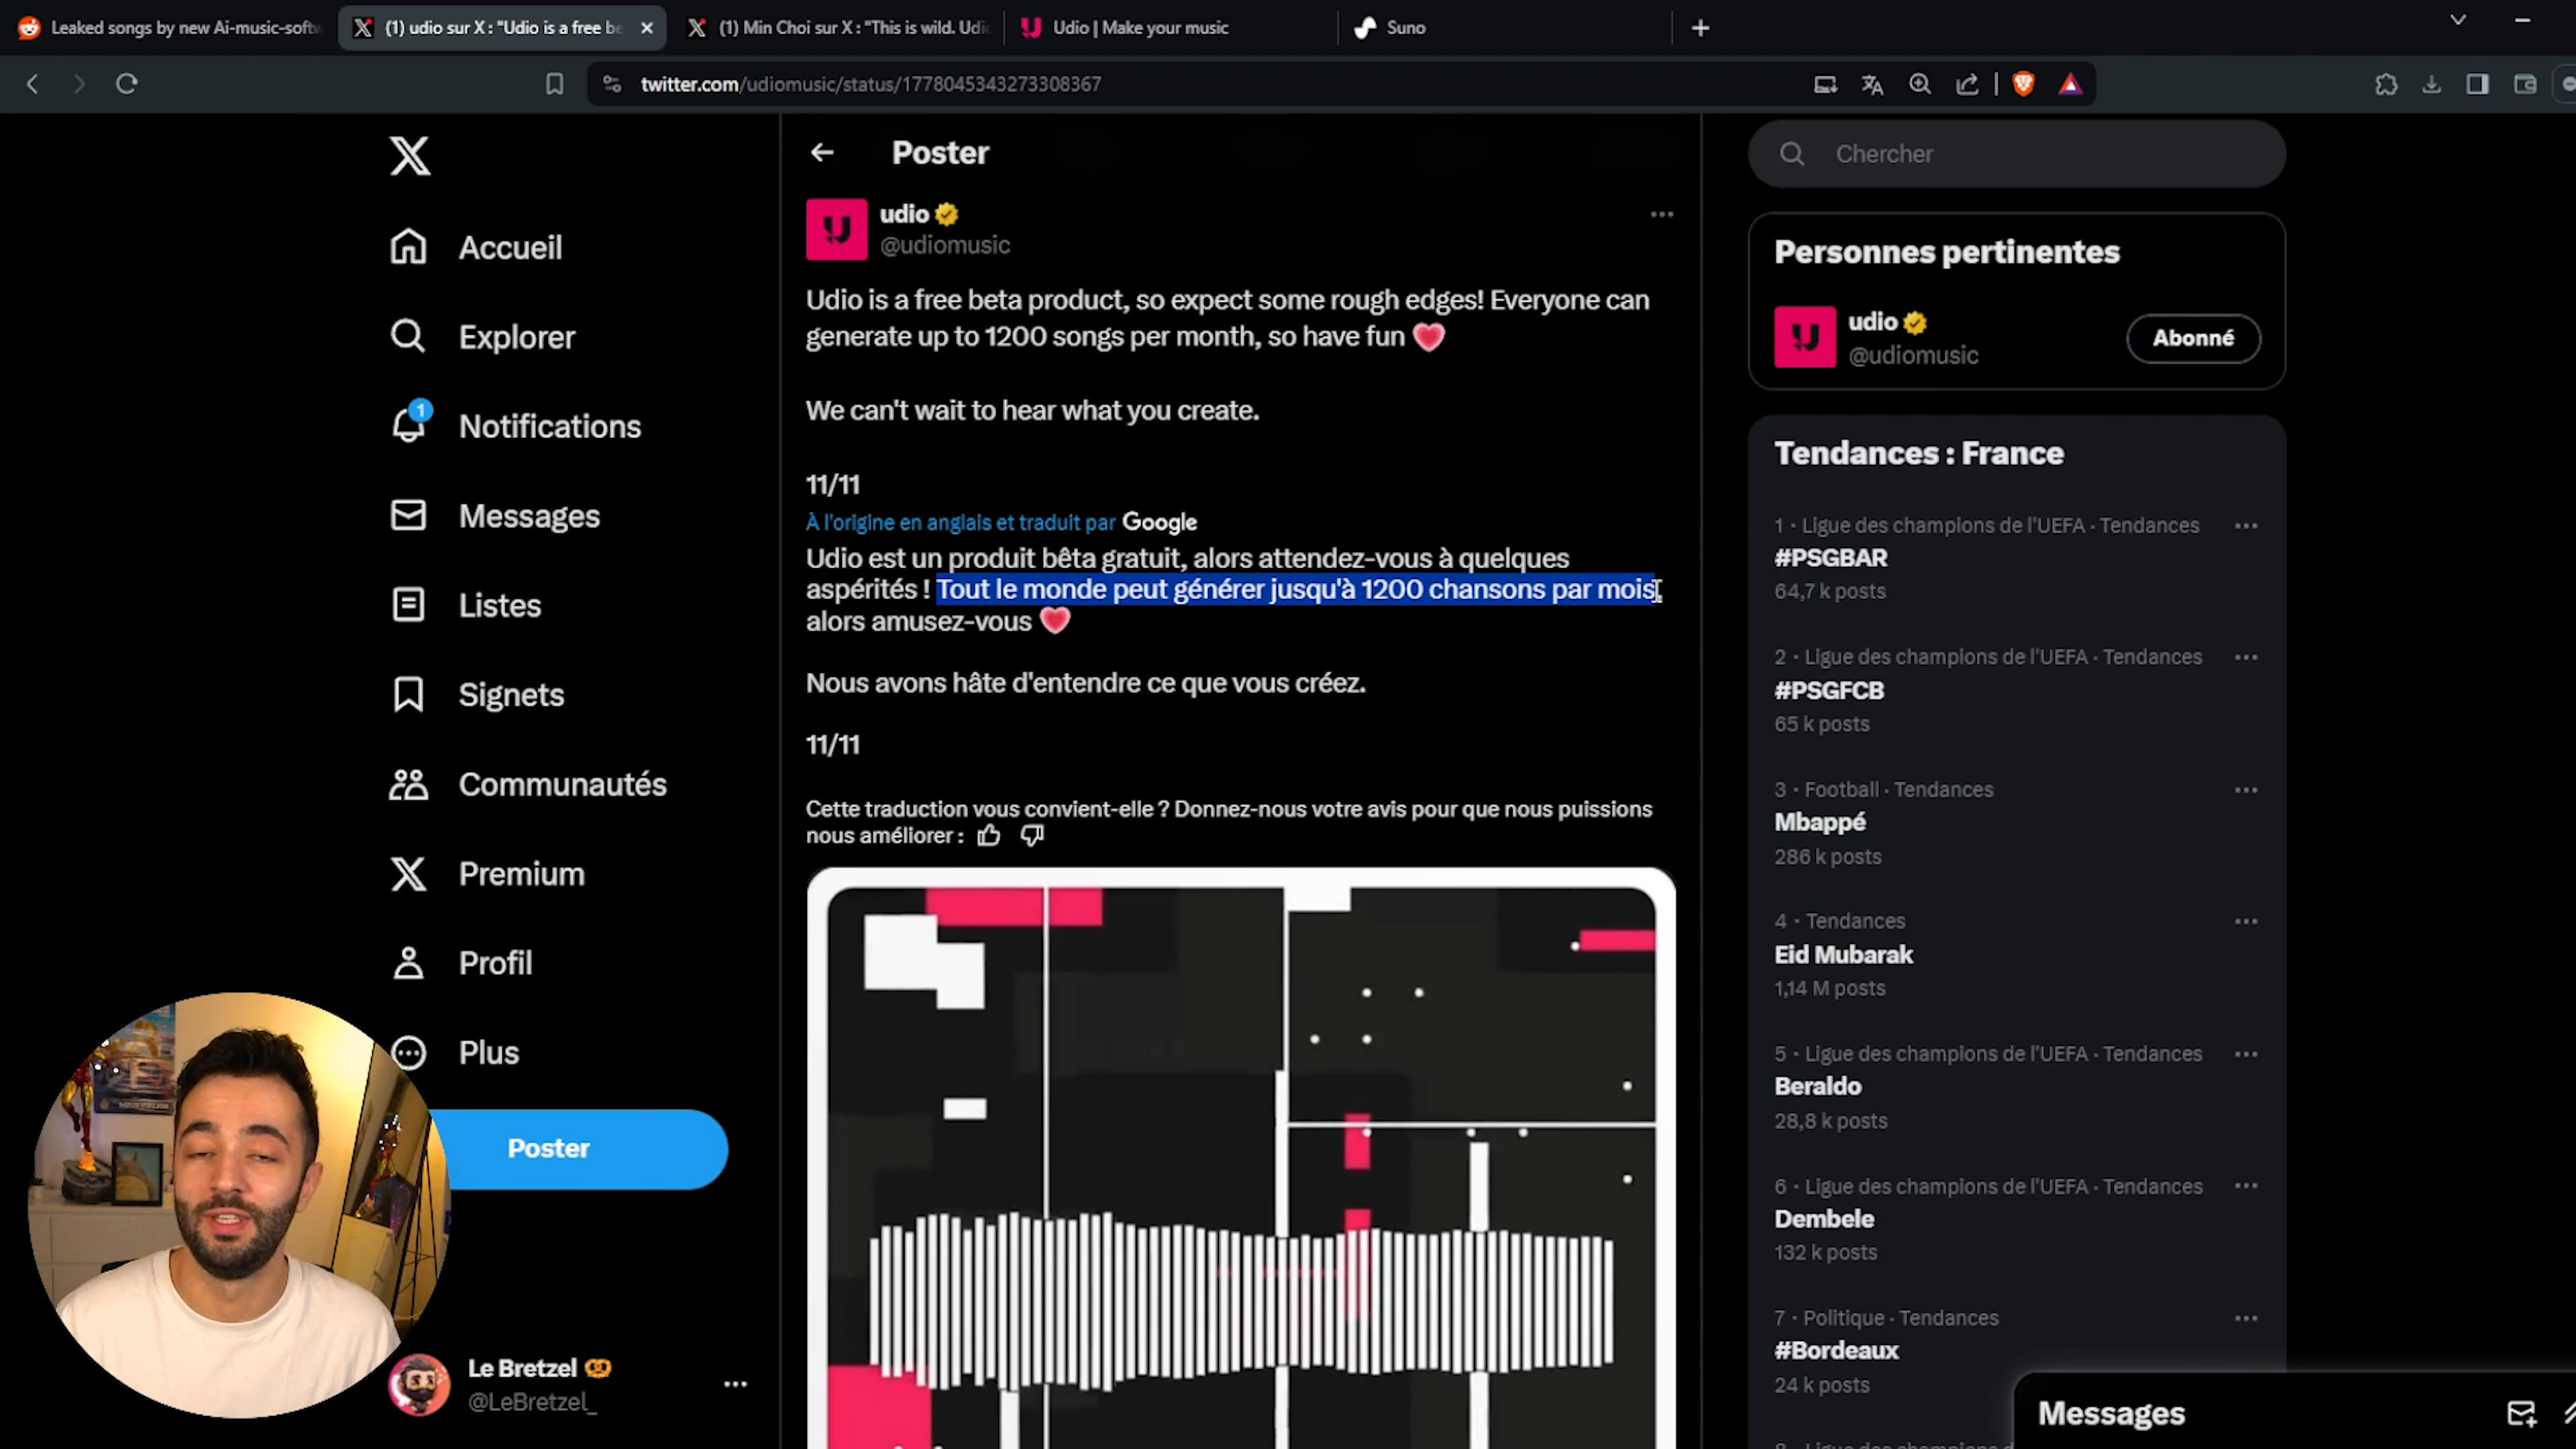 Leaked songs by new Ai-music-softw
(1) udio sur X : "Udio is a free be
(1) Min Choi sur X : "This is wild. Udio
Udio | Make your music
Suno
twitter.com/udiomusic/status/1778045343273308367
Accueil
Explorer
1
Notifications
Messages
Listes
Signets
Communautés
Premium
Profil
Plus
Poster
Le Bretzel
@LeBretzel_
Poster
udio
@udiomusic
Udio is a free beta product, so expect some rough edges! Everyone can
generate up to 1200 songs per month, so have fun
We can't wait to hear what you create.
11/11
À l'origine en anglais et traduit par Google
Udio est un produit bêta gratuit, alors attendez-vous à quelques
aspérités ! Tout le monde peut générer jusqu'à 1200 chansons par mois,
alors amusez-vous
Nous avons hâte d'entendre ce que vous créez.
11/11
Cette traduction vous convient-elle ? Donnez-nous votre avis pour que nous puissions
nous améliorer :
Chercher
Personnes pertinentes
udio
@udiomusic
Abonné
Tendances : France
1 · Ligue des champions de l'UEFA · Tendances
#PSGBAR
64,7 k posts
2 · Ligue des champions de l'UEFA · Tendances
#PSGFCB
65 k posts
3 · Football · Tendances
Mbappé
286 k posts
4 · Tendances
Eid Mubarak
1,14 M posts
5 · Ligue des champions de l'UEFA · Tendances
Beraldo
28,8 k posts
6 · Ligue des champions de l'UEFA · Tendances
Dembele
132 k posts
7 · Politique · Tendances
#Bordeaux
24 k posts
Messages